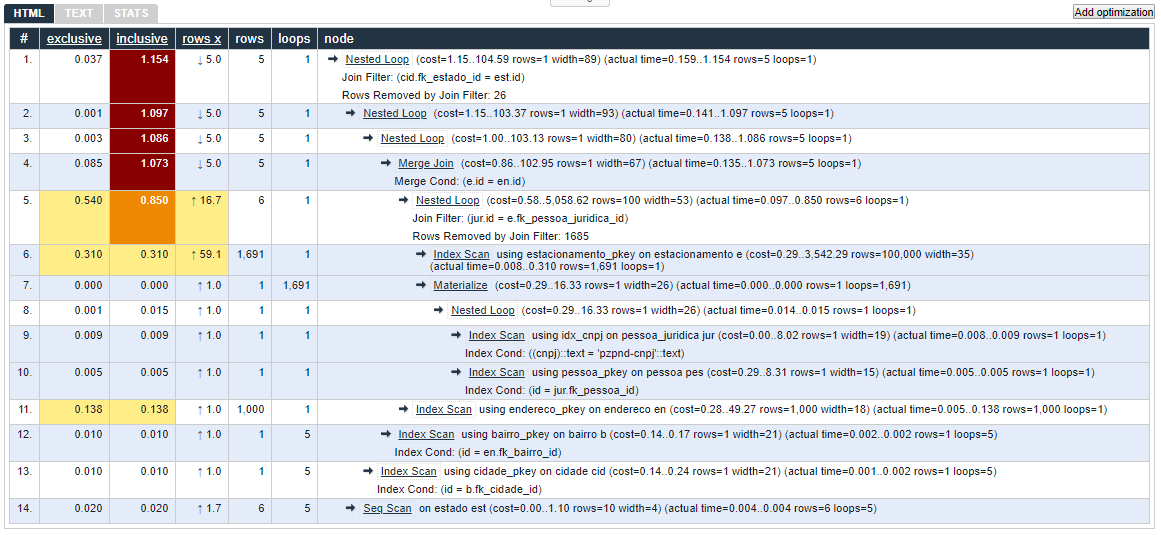 HTML TEXT STATS Add optimization
# exclusive inclusive rows x rows loops node
1. 0.037 1.154 ↓ 5.0 5 1 → Nested Loop (cost=1.15..104.59 rows=1 width=89) (actual time=0.159..1.154 rows=5 loops=1)
Join Filter: (cid.fk_estado_id = est.id)
Rows Removed by Join Filter: 26
2. 0.001 1.097 ↓ 5.0 5 1 → Nested Loop (cost=1.15..103.37 rows=1 width=93) (actual time=0.141..1.097 rows=5 loops=1)
3. 0.003 1.086 ↓ 5.0 5 1 → Nested Loop (cost=1.00..103.13 rows=1 width=80) (actual time=0.138..1.086 rows=5 loops=1)
4. 0.085 1.073 ↓ 5.0 5 1 → Merge Join (cost=0.86..102.95 rows=1 width=67) (actual time=0.135..1.073 rows=5 loops=1)
Merge Cond: (e.id = en.id)
5. 0.540 0.850 ↑ 16.7 6 1 → Nested Loop (cost=0.58..5,058.62 rows=100 width=53) (actual time=0.097..0.850 rows=6 loops=1)
Join Filter: (jur.id = e.fk_pessoa_juridica_id)
Rows Removed by Join Filter: 1685
6. 0.310 0.310 ↑ 59.1 1,691 1 → Index Scan using estacionamento_pkey on estacionamento e (cost=0.29..3,542.29 rows=100,000 width=35)
(actual time=0.008..0.310 rows=1,691 loops=1)
7. 0.000 0.000 ↑ 1.0 1 1,691 → Materialize (cost=0.29..16.33 rows=1 width=26) (actual time=0.000..0.000 rows=1 loops=1,691)
8. 0.001 0.015 ↑ 1.0 1 1 → Nested Loop (cost=0.29..16.33 rows=1 width=26) (actual time=0.014..0.015 rows=1 loops=1)
9. 0.009 0.009 ↑ 1.0 1 1 → Index Scan using idx_cnpj on pessoa_juridica jur (cost=0.00..8.02 rows=1 width=19) (actual time=0.008..0.009 rows=1 loops=1)
Index Cond: ((cnpj)::text = 'pzpnd-cnpj'::text)
10. 0.005 0.005 ↑ 1.0 1 1 → Index Scan using pessoa_pkey on pessoa pes (cost=0.29..8.31 rows=1 width=15) (actual time=0.005..0.005 rows=1 loops=1)
Index Cond: (id = jur.fk_pessoa_id)
11. 0.138 0.138 ↑ 1.0 1,000 1 → Index Scan using endereco_pkey on endereco en (cost=0.28..49.27 rows=1,000 width=18) (actual time=0.005..0.138 rows=1,000 loops=1)
12. 0.010 0.010 ↑ 1.0 1 5 → Index Scan using bairro_pkey on bairro b (cost=0.14..0.17 rows=1 width=21) (actual time=0.002..0.002 rows=1 loops=5)
Index Cond: (id = en.fk_bairro_id)
13. 0.010 0.010 ↑ 1.0 1 5 → Index Scan using cidade_pkey on cidade cid (cost=0.14..0.24 rows=1 width=21) (actual time=0.001..0.002 rows=1 loops=5)
Index Cond: (id = b.fk_cidade_id)
14. 0.020 0.020 ↑ 1.7 6 5 → Seq Scan on estado est (cost=0.00..1.10 rows=10 width=4) (actual time=0.004..0.004 rows=6 loops=5)